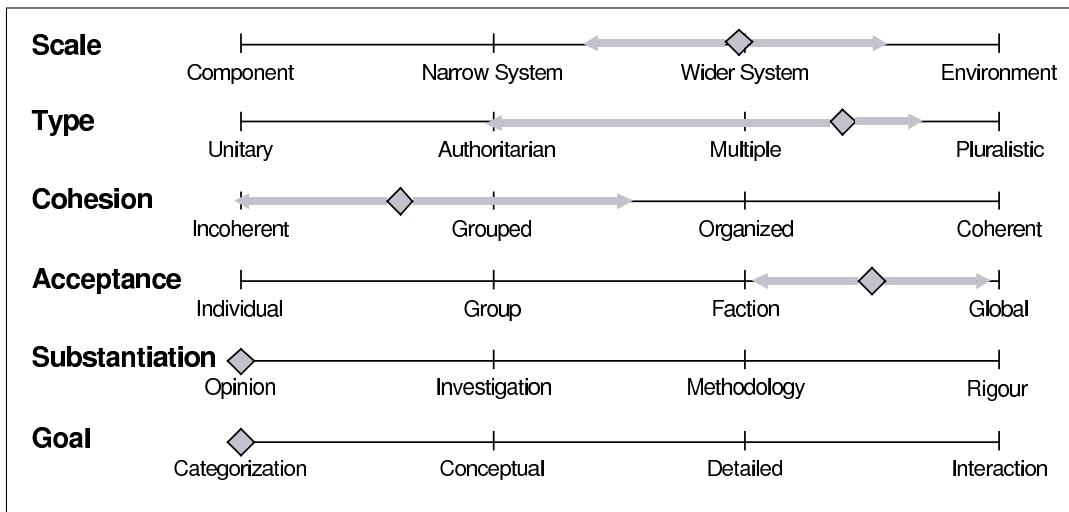 Scale
Component Narrow System Wider System Environment
Type
Unitary Authoritarian Multiple Pluralistic
Cohesion
Incoherent Grouped Organized Coherent
Acceptance
Individual Group Faction Global
Substantiation
Opinion Investigation Methodology Rigour
Goal
Categorization Conceptual Detailed Interaction